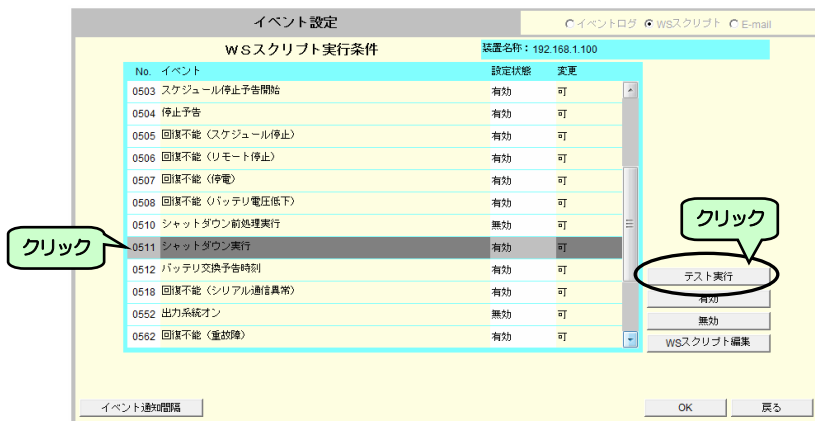 イベント設定
イベントログ WSスクリプト E-mail
WSスクリプト実行条件
装置名称：192.168.1.100
No. イベント 設定状態 変更
0503 スケジュール停止予告開始 有効 可
0504 停止予告 有効 可
0505 回復不能（スケジュール停止） 有効 可
0506 回復不能（リモート停止） 有効 可
0507 回復不能（停電） 有効 可
0508 回復不能（バッテリ電圧低下） 有効 可
0510 シャットダウン前処理実行 無効 可
クリック
クリック
0511 シャットダウン実行 有効 可
0512 バッテリ交換予告時刻 有効 可
テスト実行
0518 回復不能（シリアル通信異常） 有効 可
有効
0552 出力系統オン 無効 可
無効
0562 回復不能（重故障） 有効 可
WSスクリプト編集
イベント通知間隔
OK
戻る